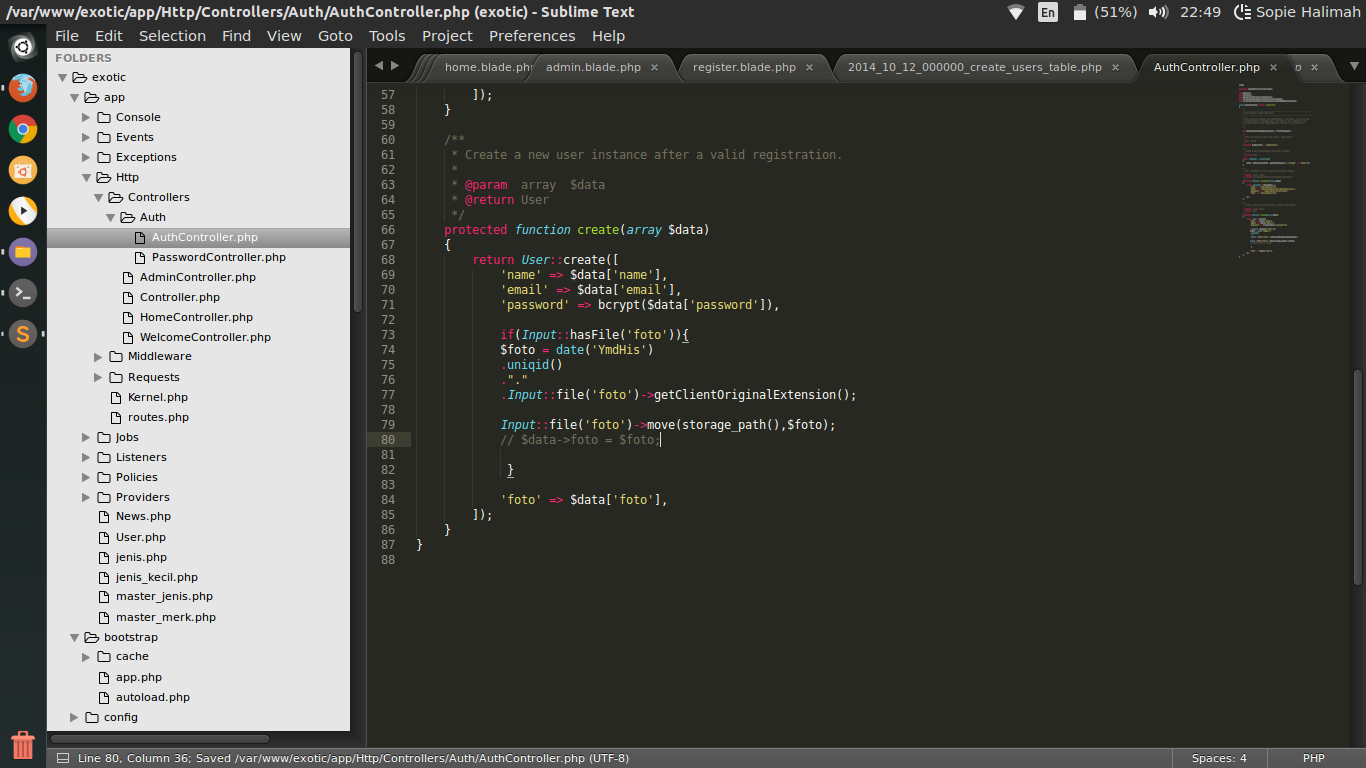 /var/www/exotic/app/Http/Controllers/Auth/AuthController.php (exotic) - Sublime Text
En (51%) 22:49 Sopie Halimah
File Edit Selection Find View Goto Tools Project Preferences Help
FOLDERS
exotic
app
Console
Events
Exceptions
Http
Controllers
Auth
AuthController.php
PasswordController.php
AdminController.php
Controller.php
HomeController.php
WelcomeController.php
Middleware
Requests
Kernel.php
routes.php
Jobs
Listeners
Policies
Providers
News.php
User.php
jenis.php
jenis_kecil.php
master_jenis.php
master_merk.php
bootstrap
cache
app.php
autoload.php
config
home.blade.php admin.blade.php × register.blade.php × 2014_10_12_000000_create_users_table.php × AuthController.php × p ×
57 ]);
58 }
59
60 /**
61 * Create a new user instance after a valid registration.
62 *
63 * @param  array  $data
64 * @return User
65 */
66 protected function create(array $data)
67 {
68 return User::create([
69 'name' => $data['name'],
70 'email' => $data['email'],
71 'password' => bcrypt($data['password']),
72
73 if(Input::hasFile('foto')){
74 $foto = date('YmdHis')
75 .uniqid()
76 ."."
77 .Input::file('foto')->getClientOriginalExtension();
78
79 Input::file('foto')->move(storage_path(),$foto);
80 // $data->foto = $foto;
81
82 }
83
84 'foto' => $data['foto'],
85 ]);
86 }
87 }
88
Line 80, Column 36; Saved /var/www/exotic/app/Http/Controllers/Auth/AuthController.php (UTF-8) Spaces: 4 PHP